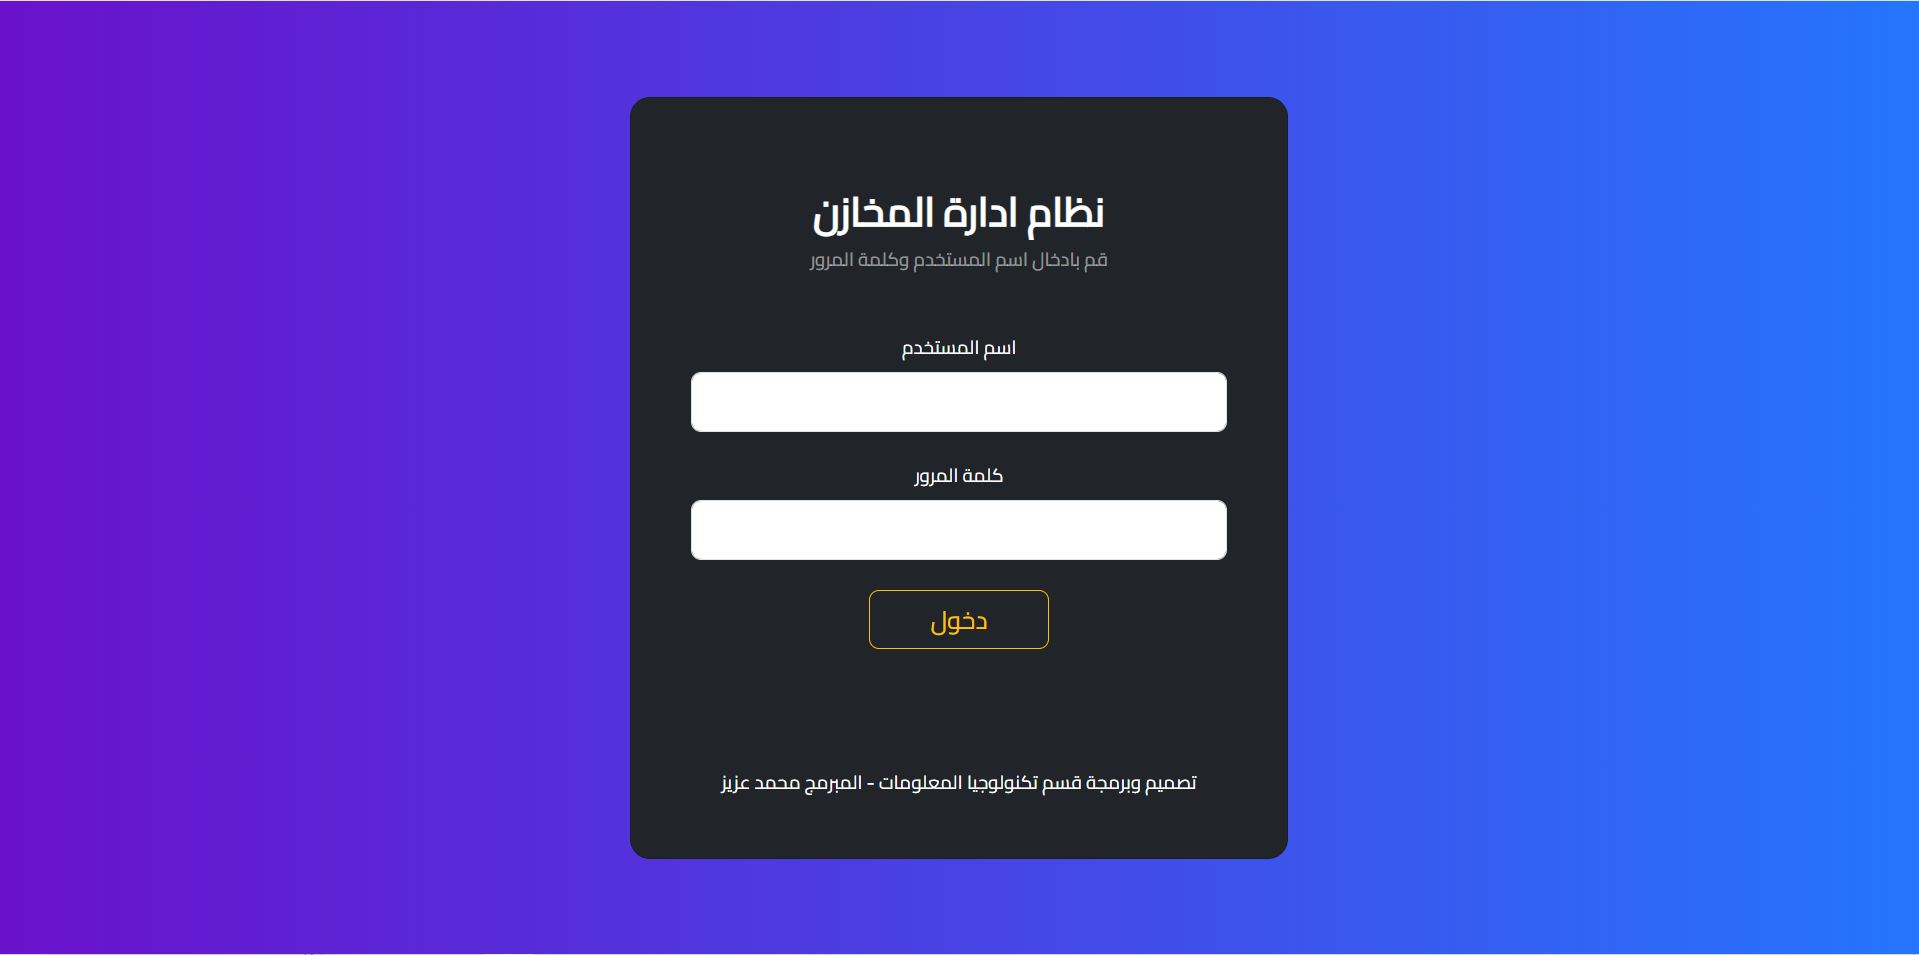 نظام ادارة المخازن
قم بادخال اسم المستخدم وكلمة المرور
اسم المستخدم
كلمة المرور
دخول
تصميم وبرمجة قسم تكنولوجيا المعلومات - المبرمج محمد عزيز